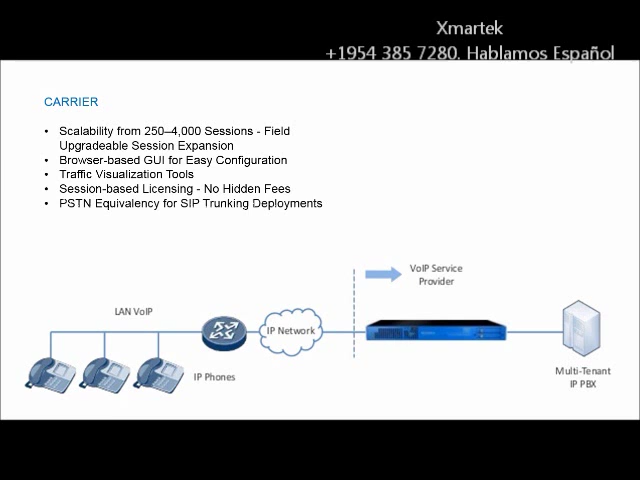 Xmartek
+1954 385 7280. Hablamos Español
CARRIER
• Scalability from 250–4,000 Sessions - Field
Upgradeable Session Expansion
• Browser-based GUI for Easy Configuration
• Traffic Visualization Tools
• Session-based Licensing - No Hidden Fees
• PSTN Equivalency for SIP Trunking Deployments
VoIP Service
Provider
LAN VoIP
IP Network
IP Phones
Multi-Tenant
IP PBX